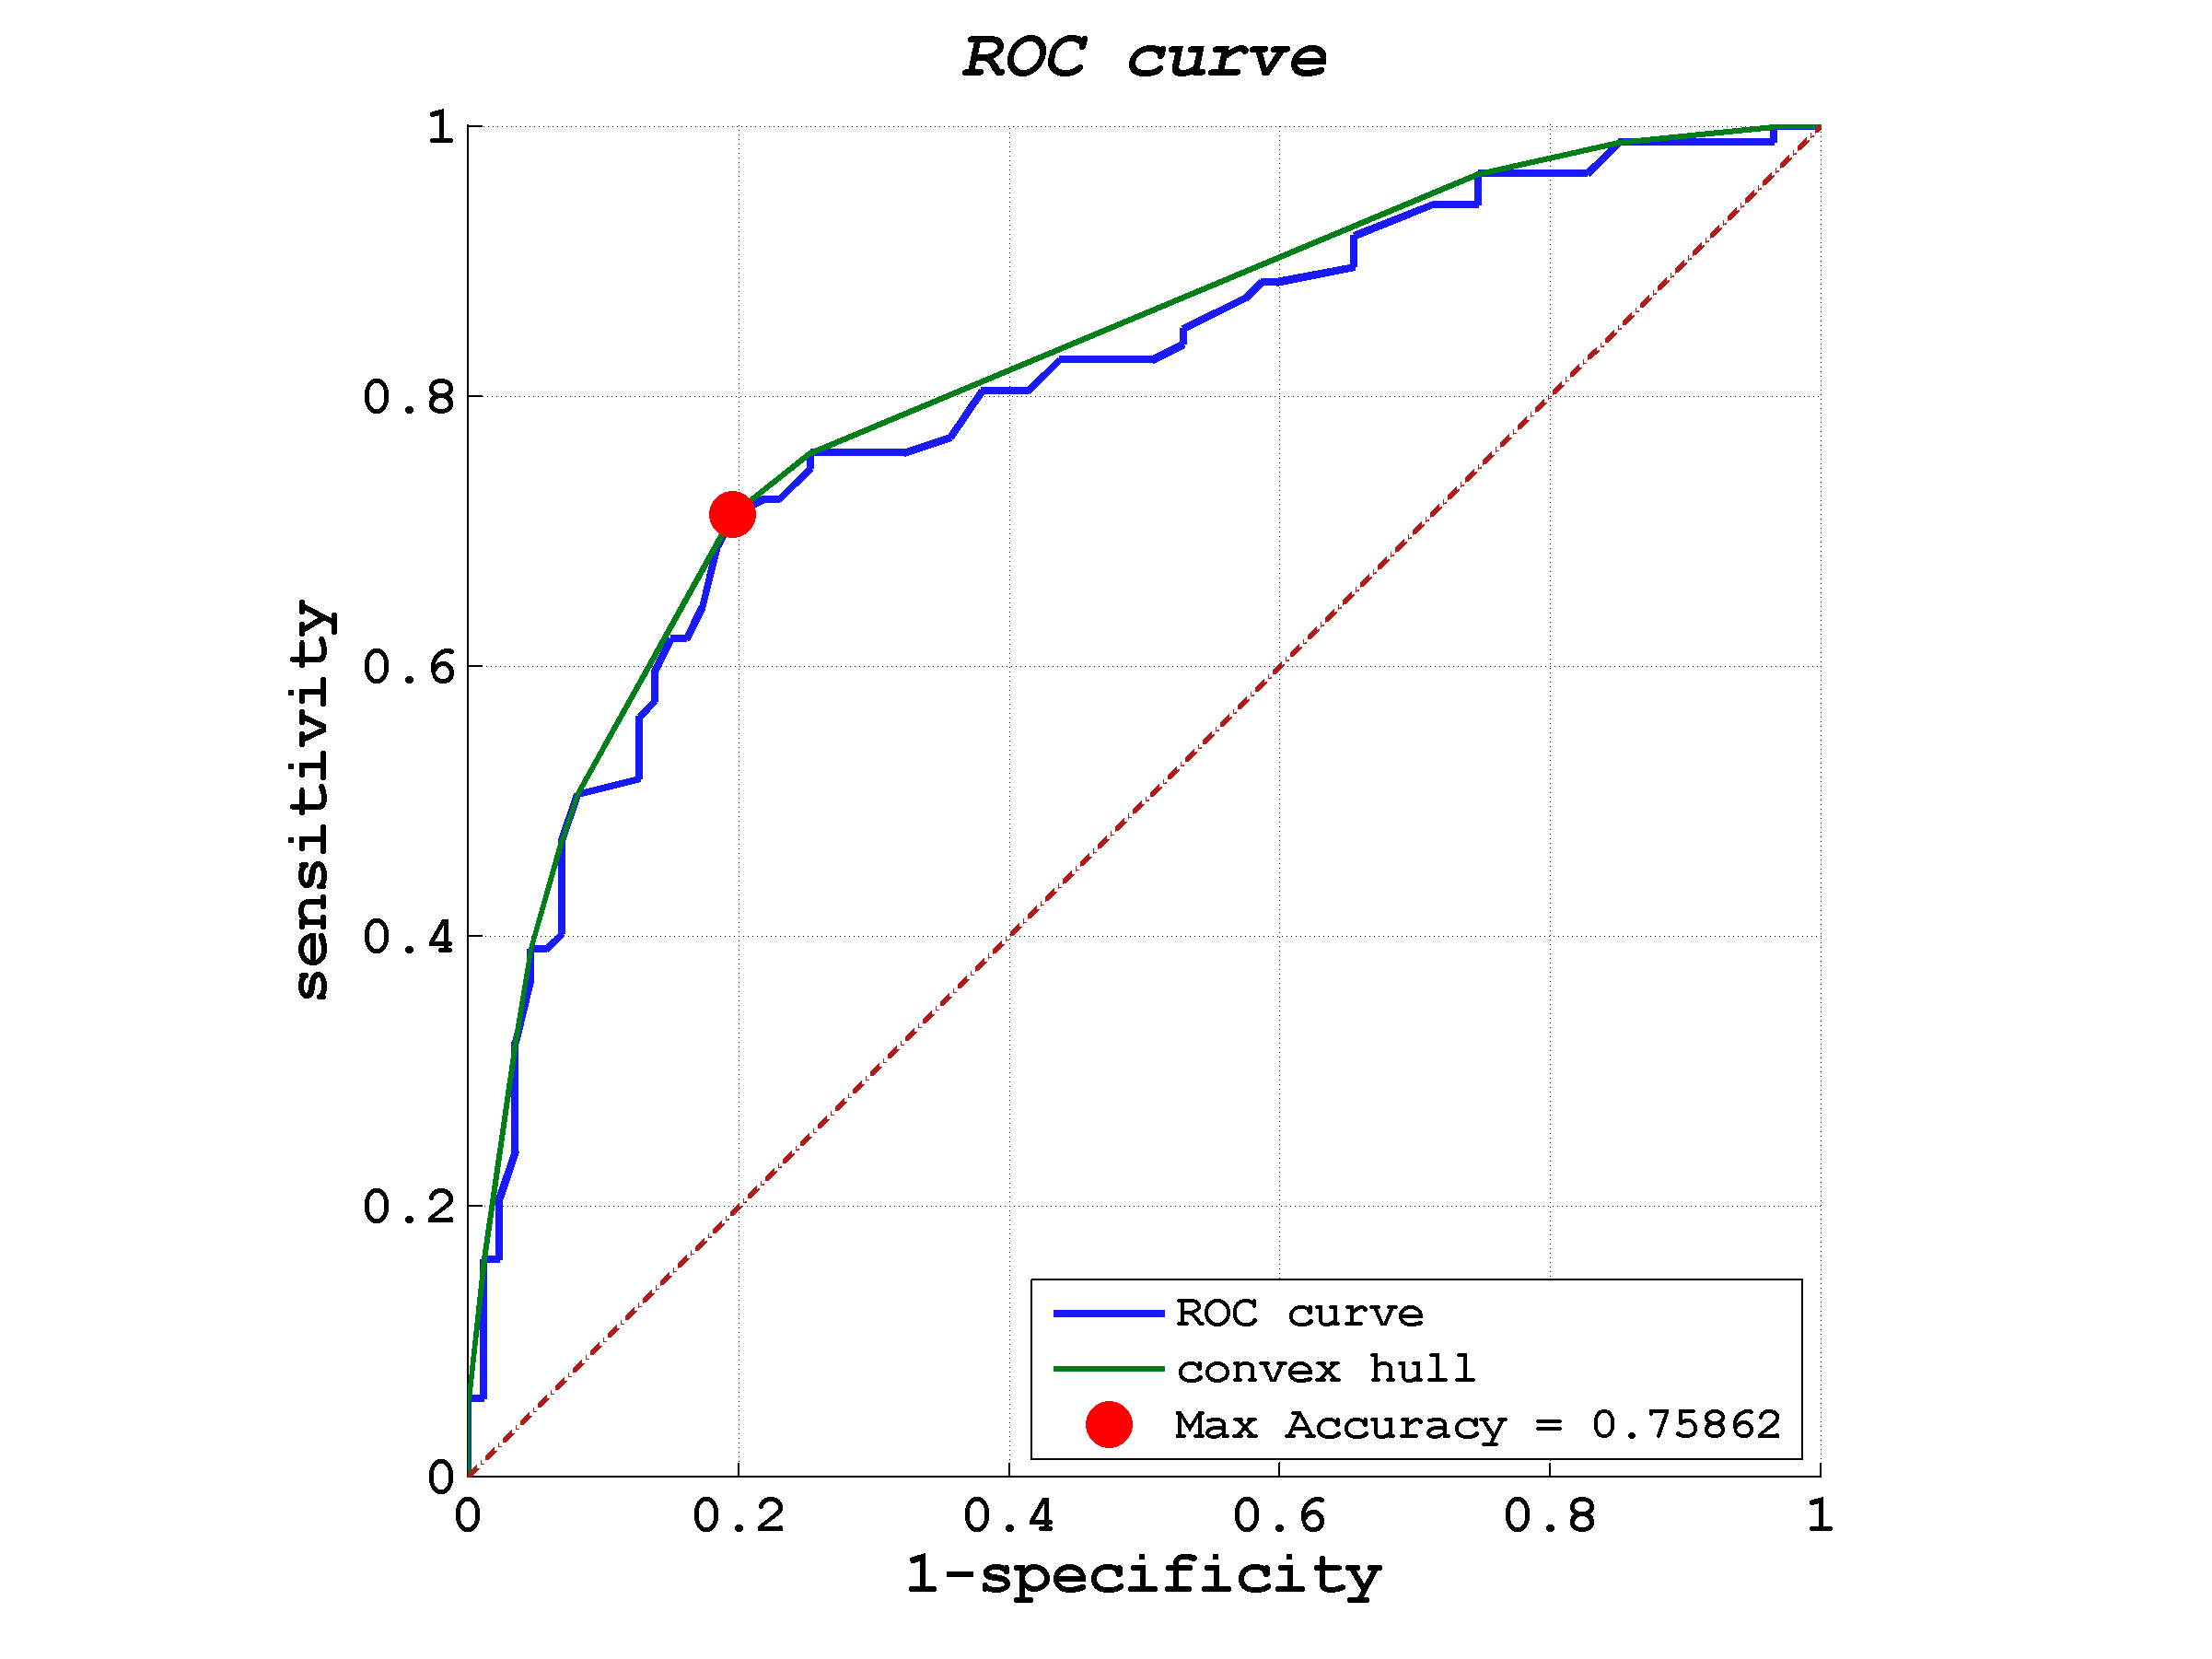 ROC curve
1
0.8
0.6
0.4
0.2
0
sensitivity
0 0.2 0.4 0.6 0.8 1
1-specificity
ROC curve
convex hull
Max Accuracy = 0.75862